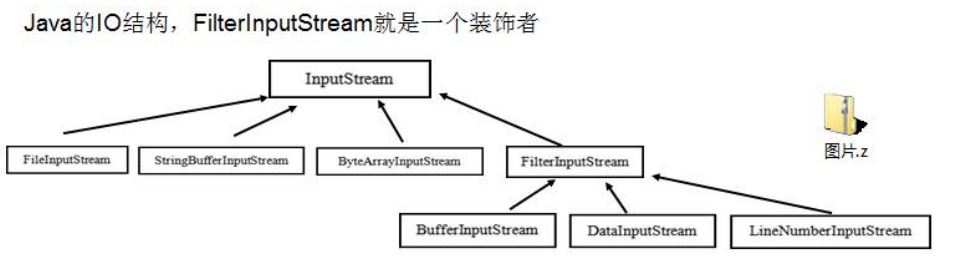 Java的IO结构，FilterInputStream就是一个装饰者
InputStream
FileInputStream
StringBufferInputStream
ByteArrayInputStream
FilterInputStream
图片.z
BufferInputStream
DataInputStream
LineNumberInputStream